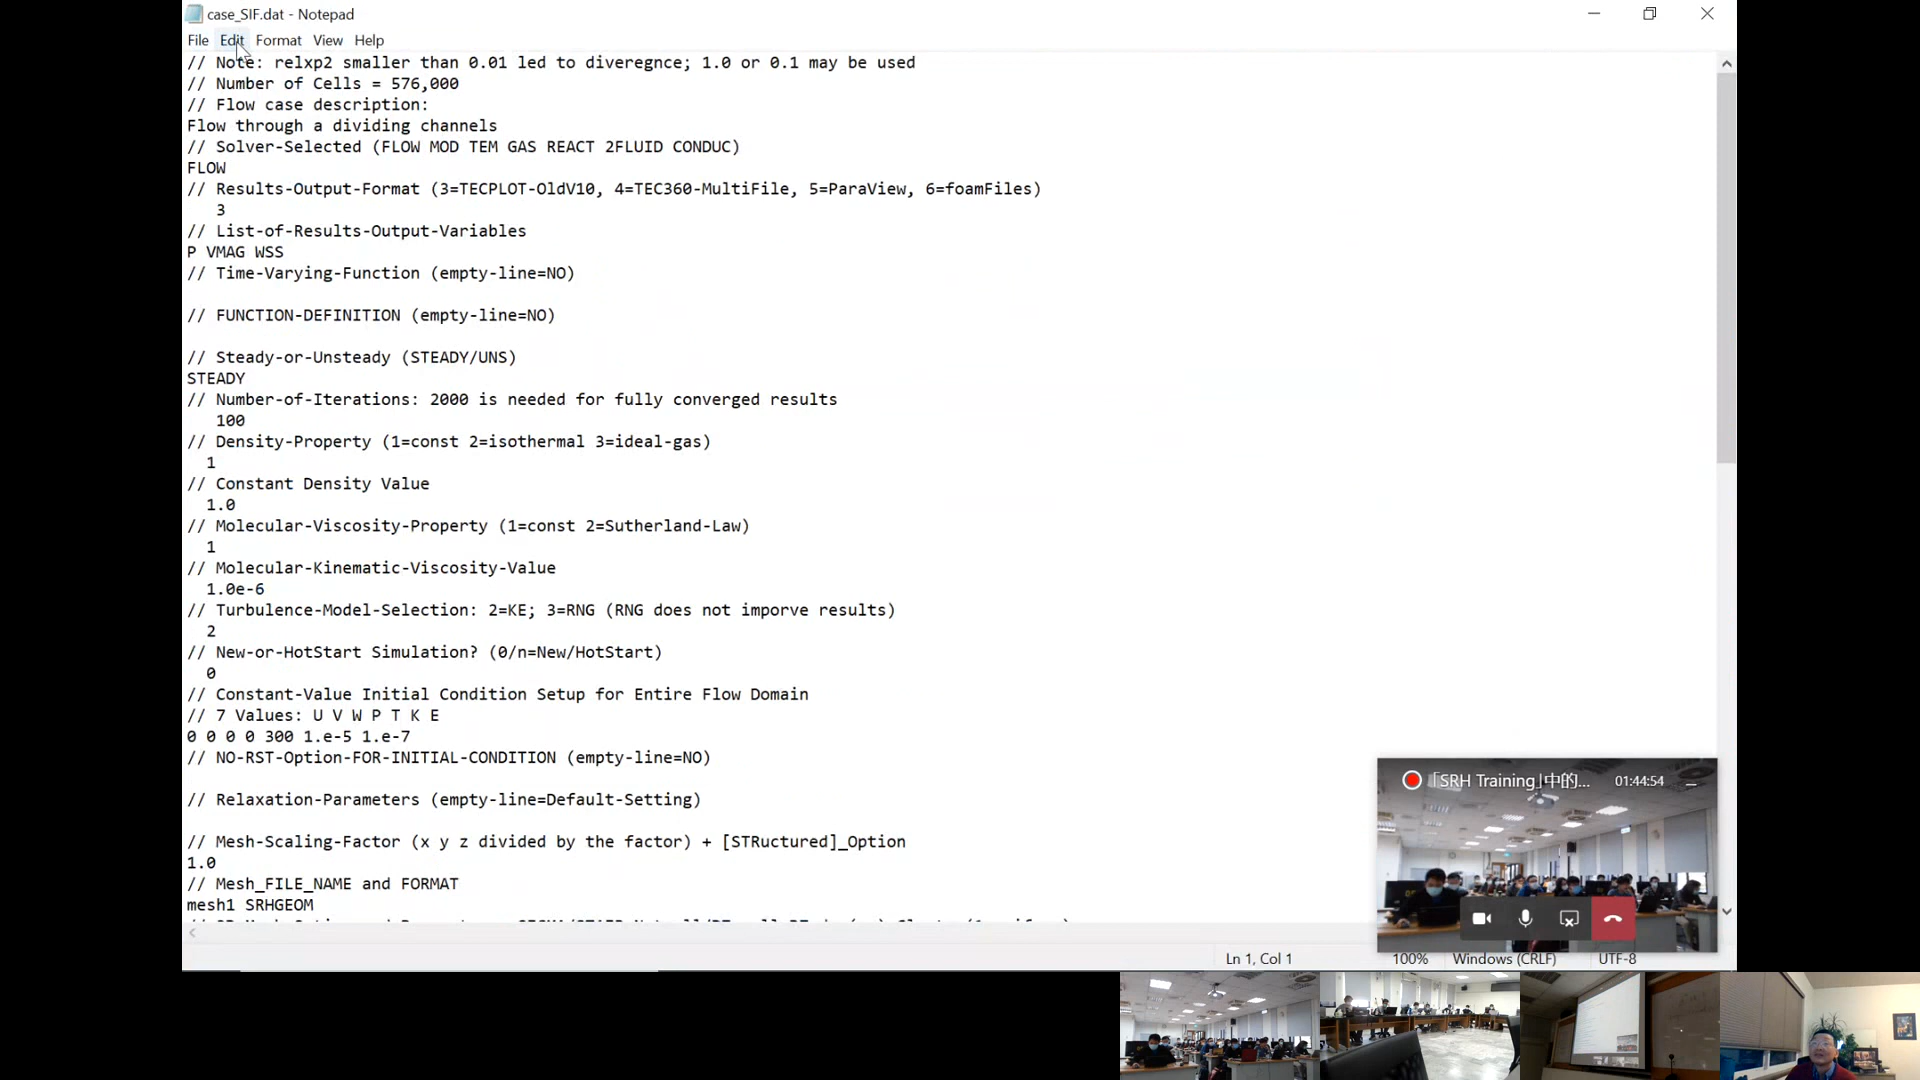 case_SIF.dat - Notepad
File Edit Format View Help
// Note: relxp2 smaller than 0.01 led to diveregnce; 1.0 or 0.1 may be used
// Number of Cells = 576,000
// Flow case description:
Flow through a dividing channels
// Solver-Selected (FLOW MOD TEM GAS REACT 2FLUID CONDUC)
FLOW
// Results-Output-Format (3=TECPLOT-OldV10, 4=TEC360-MultiFile, 5=ParaView, 6=foamFiles)
3
// List-of-Results-Output-Variables
P VMAG WSS
// Time-Varying-Function (empty-line=NO)
// FUNCTION-DEFINITION (empty-line=NO)
// Steady-or-Unsteady (STEADY/UNS)
STEADY
// Number-of-Iterations: 2000 is needed for fully converged results
100
// Density-Property (1=const 2=isothermal 3=ideal-gas)
1
// Constant Density Value
1.0
// Molecular-Viscosity-Property (1=const 2=Sutherland-Law)
1
// Molecular-Kinematic-Viscosity-Value
1.0e-6
// Turbulence-Model-Selection: 2=KE; 3=RNG (RNG does not imporve results)
2
// New-or-HotStart Simulation? (0/n=New/HotStart)
0
// Constant-Value Initial Condition Setup for Entire Flow Domain
// 7 Values: U V W P T K E
0 0 0 0 300 1.e-5 1.e-7
// NO-RST-Option-FOR-INITIAL-CONDITION (empty-line=NO)
// Relaxation-Parameters (empty-line=Default-Setting)
// Mesh-Scaling-Factor (x y z divided by the factor) + [STRuctured]_Option
1.0
// Mesh_FILE_NAME and FORMAT
mesh1 SRHGEOM
「SRH Training」中的... 01:44:54
Ln 1, Col 1 100% Windows (CRLF) UTF-8